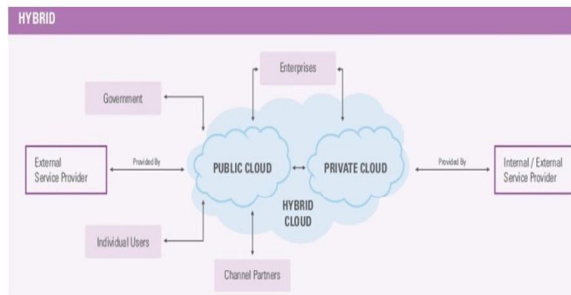 HYBRID
Enterprises
Government
External
Service Provider
Provided By
PUBLIC CLOUD
PRIVATE CLOUD
Provided By
Internal / External
Service Provider
HYBRID
CLOUD
Individual Users
Channel Partners